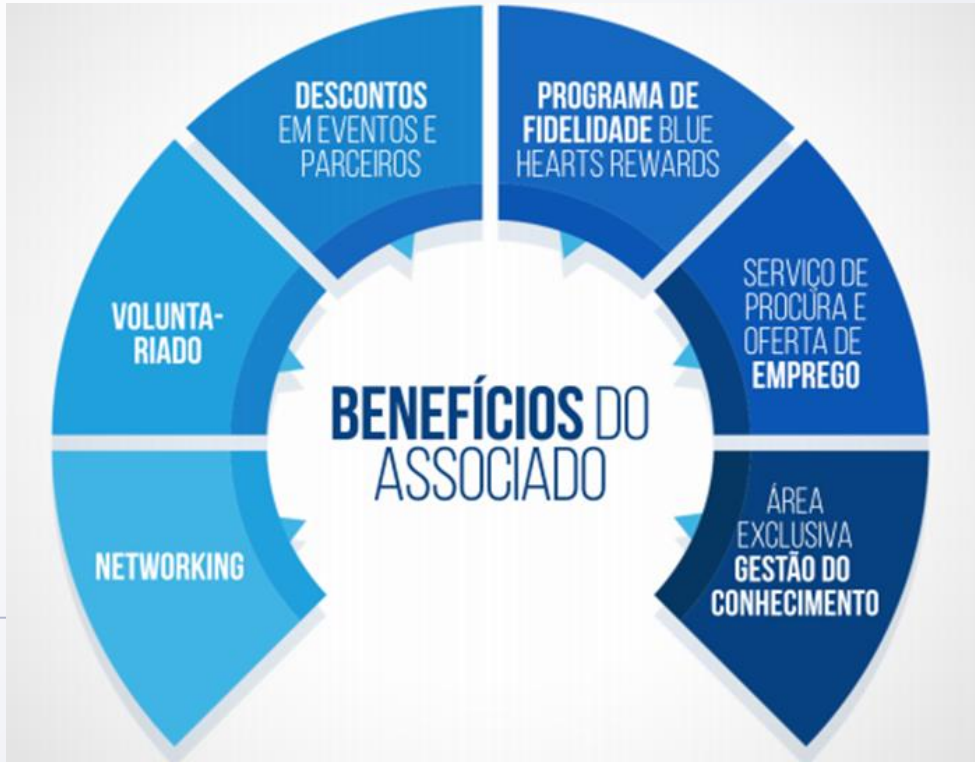 DESCONTOS
EM EVENTOS E
PARCEIROS
PROGRAMA DE
FIDELIDADE BLUE
HEARTS REWARDS
VOLUNTA-
RIADO
SERVIÇO DE
PROCURA E
OFERTA DE
EMPREGO
BENEFÍCIOS DO
ASSOCIADO
NETWORKING
ÁREA
EXCLUSIVA
GESTÃO DO
CONHECIMENTO